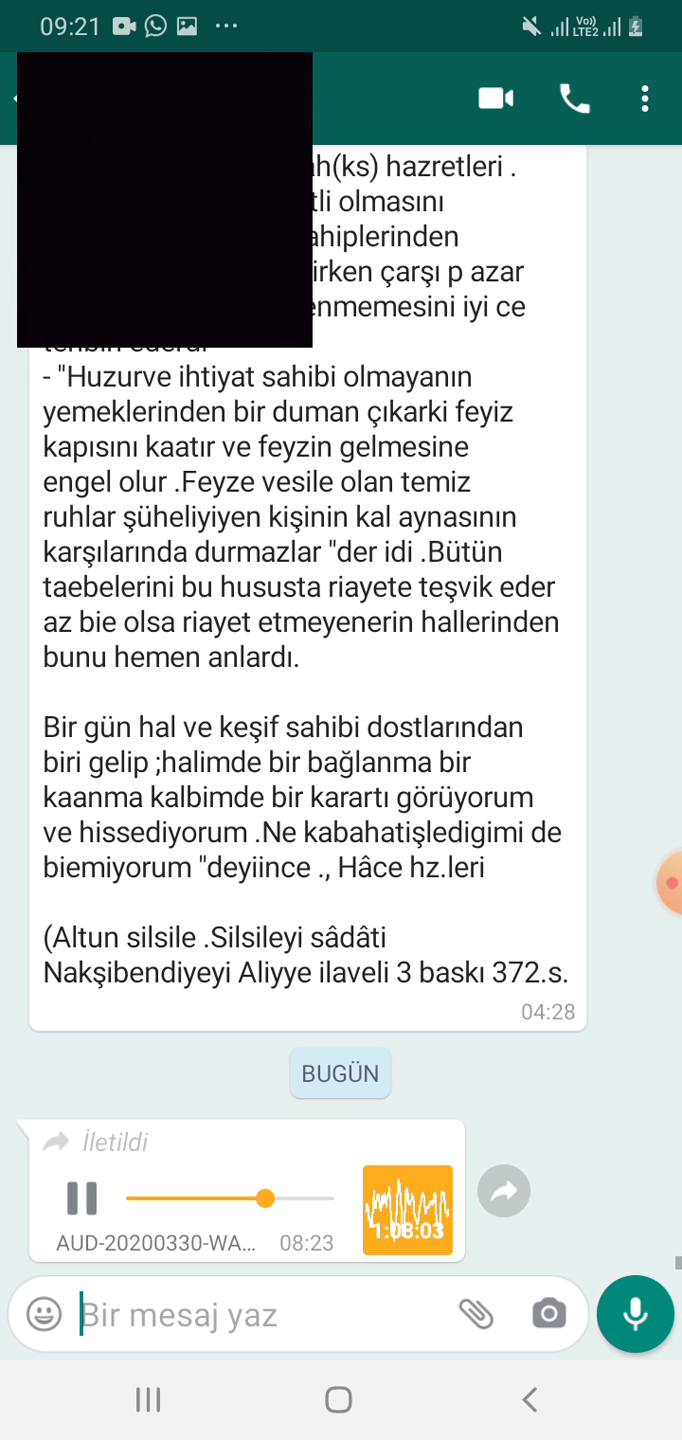 09:21
Vo))
LTE2
h(ks) hazretleri .
tli olmasını
ahiplerinden
irken çarşı p azar
enmemesini iyi ce
- "Huzurve ihtiyat sahibi olmayanın
yemeklerinden bir duman çıkarki feyiz
kapısını kaatır ve feyzin gelmesine
engel olur .Feyze vesile olan temiz
ruhlar şüheliyiyen kişinin kal aynasının
karşılarında durmazlar "der idi .Bütün
taebelerini bu hususta riayete teşvik eder
az bie olsa riayet etmeyenerin hallerinden
bunu hemen anlardı.
Bir gün hal ve keşif sahibi dostlarından
biri gelip ;halimde bir bağlanma bir
kaanma kalbimde bir karartı görüyorum
ve hissediyorum .Ne kabahatişledigimi de
biemiyorum "deyiince ., Hâce hz.leri
(Altun silsile .Silsileyi sâdâti
Nakşibendiyeyi Aliyye ilaveli 3 baskı 372.s.
04:28
BUGÜN
İletildi
1:08:03
AUD-20200330-WA... 08:23
Bir mesaj yaz